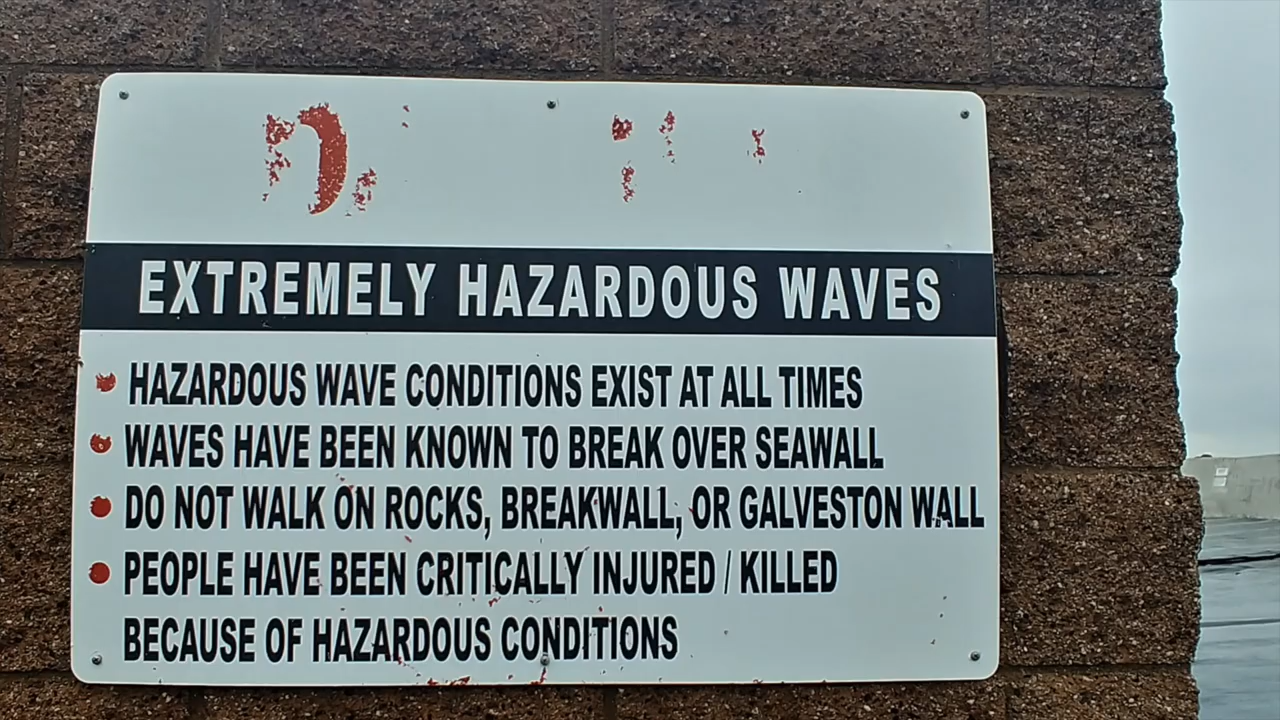 EXTREMELY HAZARDOUS WAVES
HAZARDOUS WAVE CONDITIONS EXIST AT ALL TIMES
WAVES HAVE BEEN KNOWN TO BREAK OVER SEAWALL
DO NOT WALK ON ROCKS, BREAKWALL, OR GALVESTON WALL
PEOPLE HAVE BEEN CRITICALLY INJURED / KILLED
BECAUSE OF HAZARDOUS CONDITIONS